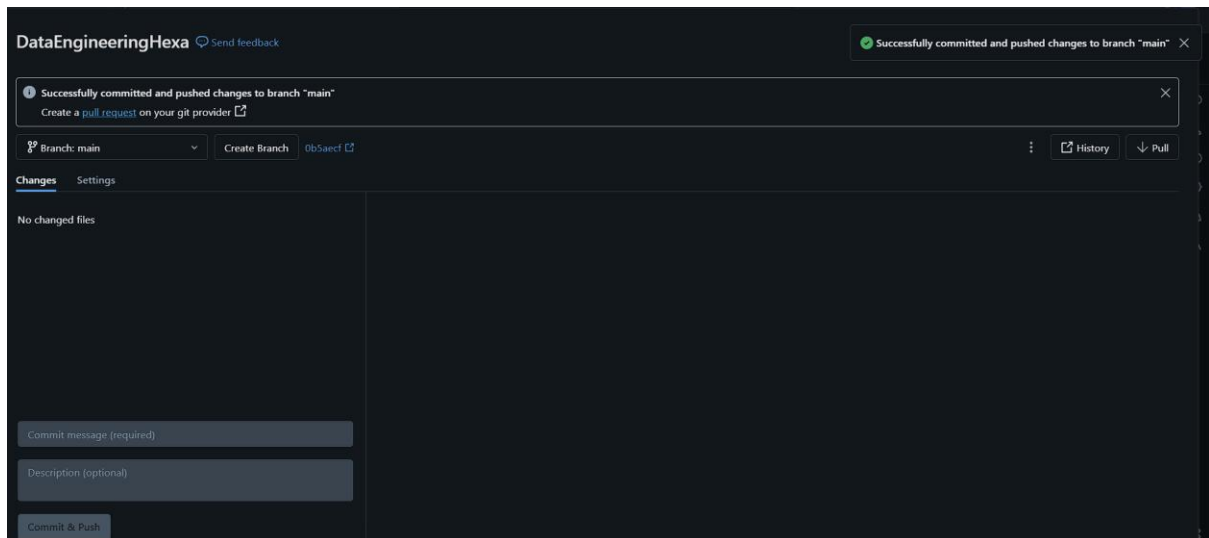 DataEngineeringHexa Send feedback
Successfully committed and pushed changes to branch "main"
Successfully committed and pushed changes to branch "main"
Create a pull request on your git provider
Branch: main Create Branch 0b5aecf History Pull
Changes Settings
No changed files
Commit message (required)
Description (optional)
Commit & Push